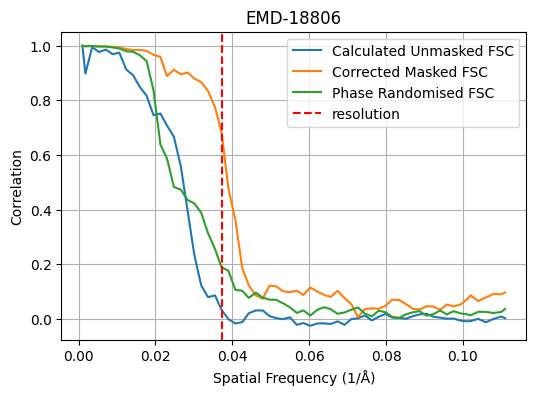 EMD-18806
Calculated Unmasked FSC
Corrected Masked FSC
Phase Randomised FSC
resolution
Correlation
1.0
0.8
0.6
0.4
0.2
0.0
0.00 0.02 0.04 0.06 0.08 0.10
Spatial Frequency (1/Å)